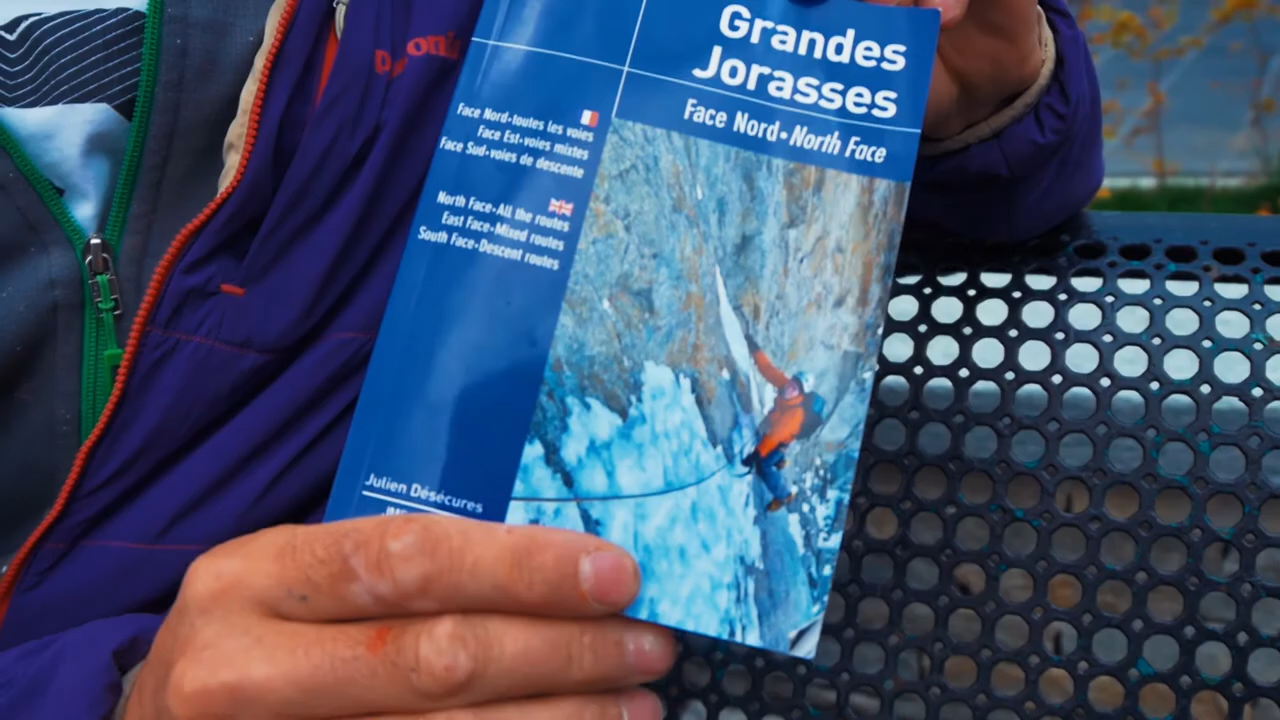 Grandes
Jorasses
Face Nord•North Face
Face Nord•toutes les voies
Face Est•voies mixtes
Face Sud•voies de descente
North Face•All the routes
East Face•Mixed routes
South Face•Descent routes
Julien Désécures